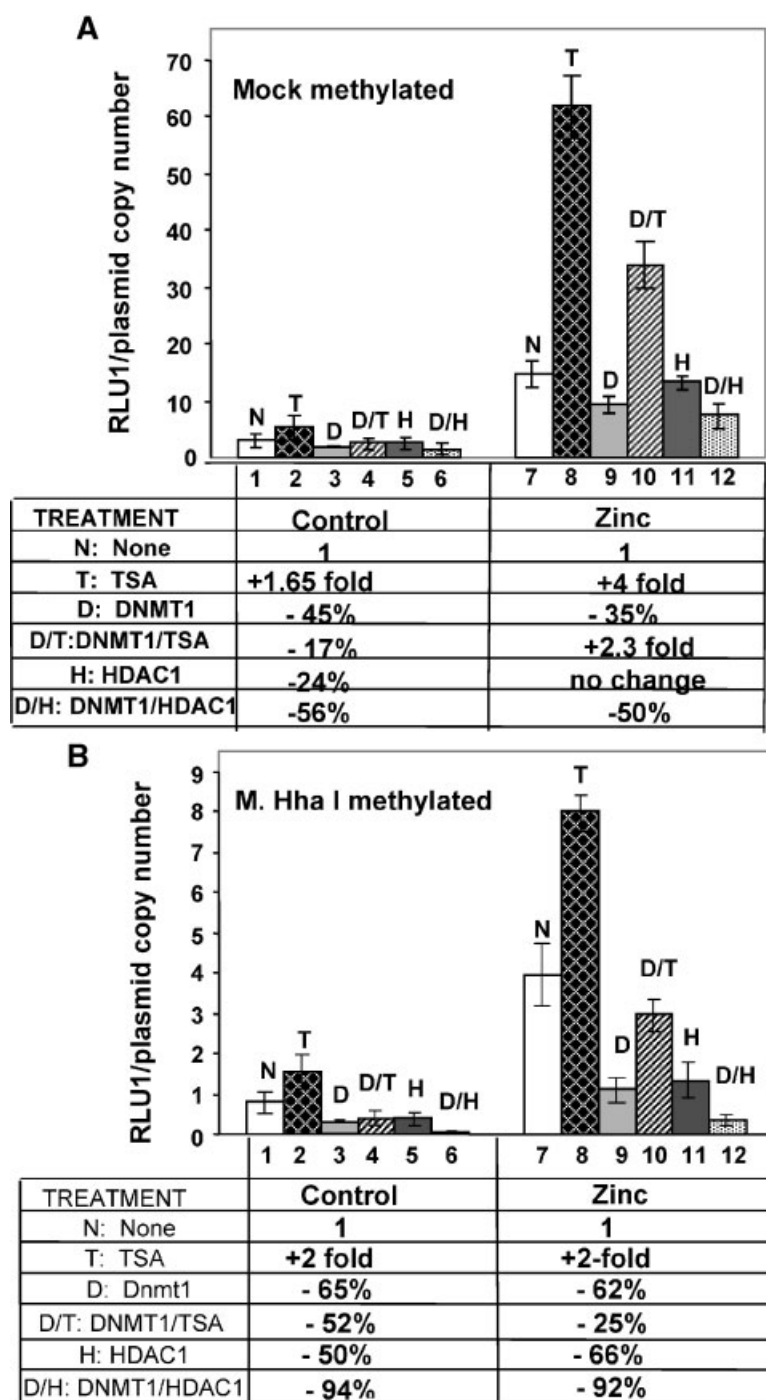 A
Mock methylated
RLU1/plasmid copy number
70
60
50
40
30
20
10
0
N T D D/T H D/H
N T D D/T H D/H
1 2 3 4 5 6 7 8 9 10 11 12
TREATMENT Control Zinc
N: None 1 1
T: TSA +1.65 fold +4 fold
D: DNMT1 - 45% - 35%
D/T:DNMT1/TSA - 17% +2.3 fold
H: HDAC1 -24% no change
D/H: DNMT1/HDAC1 -56% -50%
B
M. Hha I methylated
RLU1/plasmid copy number
9
8
7
6
5
4
3
2
1
0
N T D D/T H D/H
N T D D/T H D/H
1 2 3 4 5 6 7 8 9 10 11 12
TREATMENT Control Zinc
N: None 1 1
T: TSA +2 fold +2-fold
D: Dnmt1 - 65% - 62%
D/T: DNMT1/TSA - 52% - 25%
H: HDAC1 - 50% - 66%
D/H: DNMT1/HDAC1 - 94% - 92%